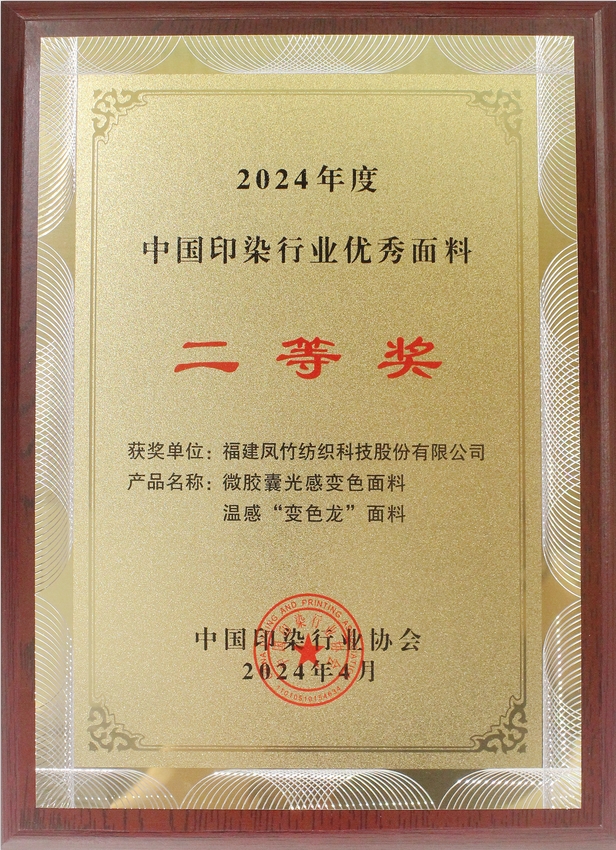 2024年度
中国印染行业优秀面料
二等奖
获奖单位：福建凤竹纺织科技股份有限公司
产品名称：微胶囊光感变色面料
温感“变色龙”面料
中国印染行业协会
2024年4月